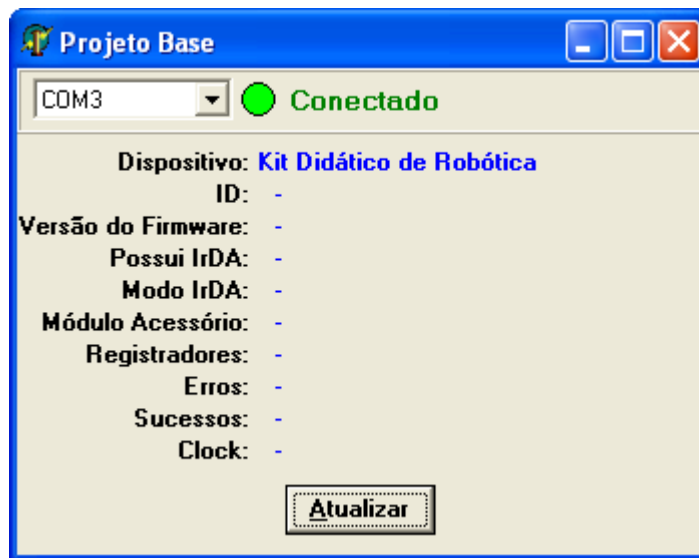 Projeto Base
COM3 Conectado
Dispositivo: Kit Didático de Robótica
ID: -
Versão do Firmware: -
Possui IrDA: -
Modo IrDA: -
Módulo Acessório: -
Registradores: -
Erros: -
Sucessos: -
Clock: -
Atualizar